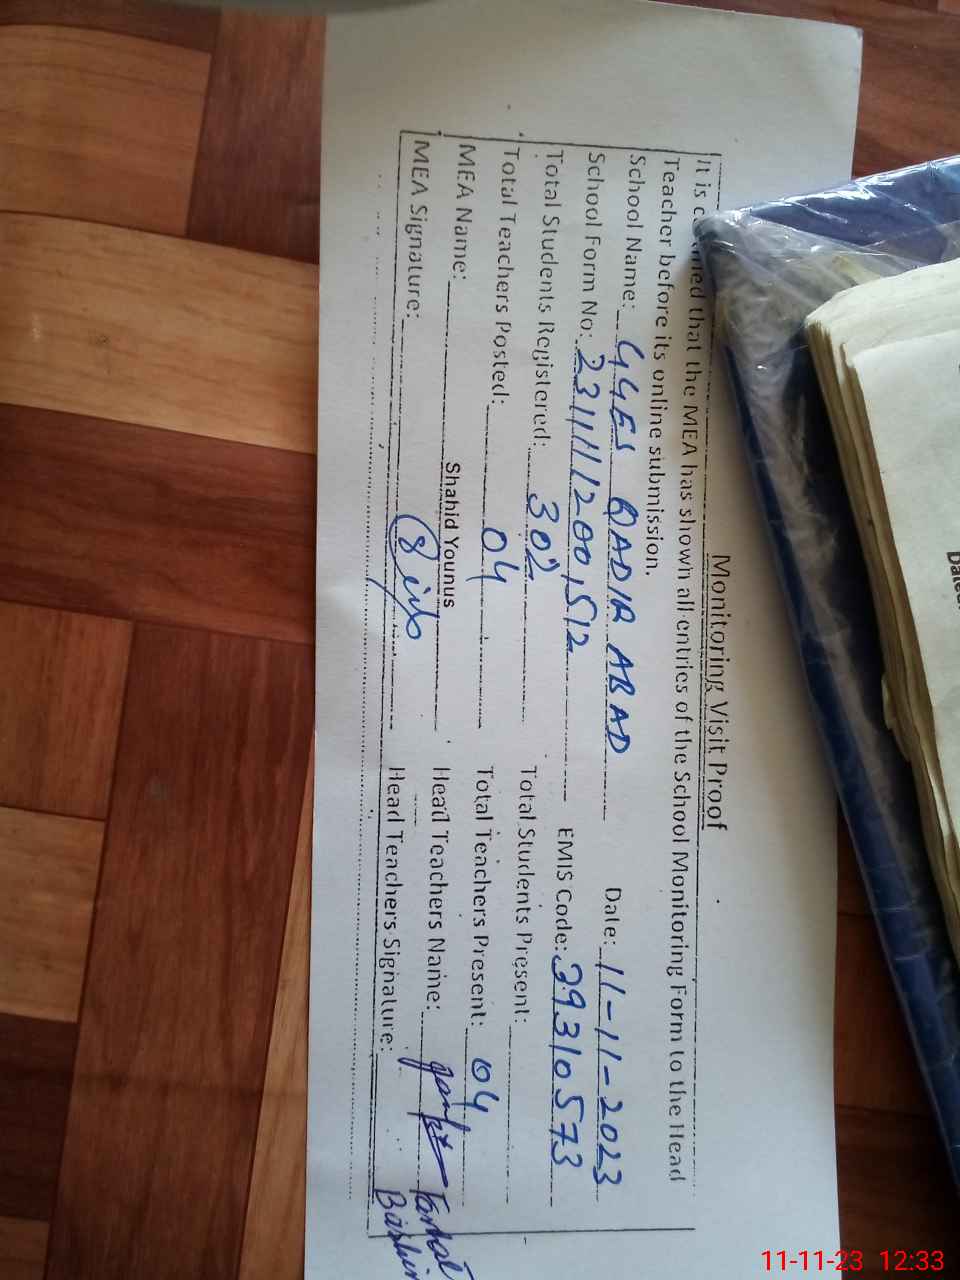 Monitoring Visit Proof
It is that the MEA has shown all entries of the School Monitoring Form to the Head
Teacher before its online submission.
School Name: GGES QADIR ABAD Date: 11-11-2023
School Form No: EMIS Code: 39310573
Total Students Registered: Total Students Present:
Total Teachers Posted: 04 Total Teachers Present: 04
MEA Name: Shahid Younus Head Teachers Name:
MEA Signature: Head Teachers Signature:
Bashir
Dated:
11-11-23 12:33